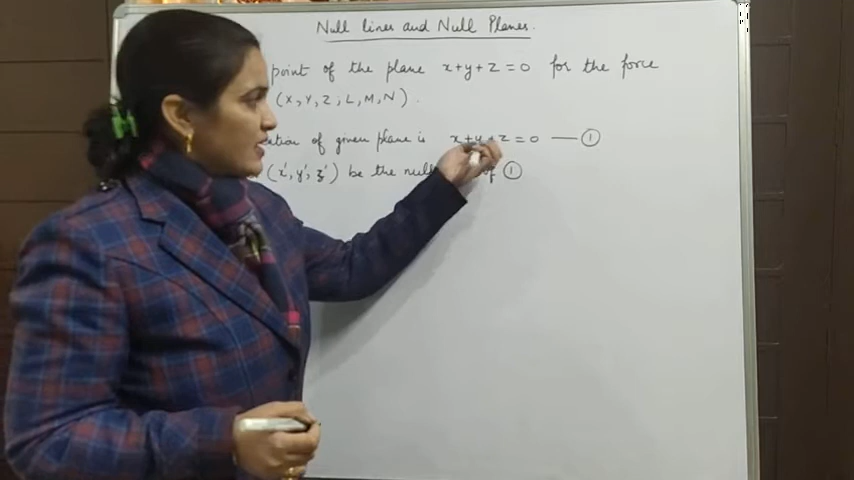 Null lines and Null Planes.
point of the plane x+y+z=0 for the force
(X, Y, Z; L, M, N).
of given plane is x+y+z=0 — ①
(x', y', z') be the null of ①